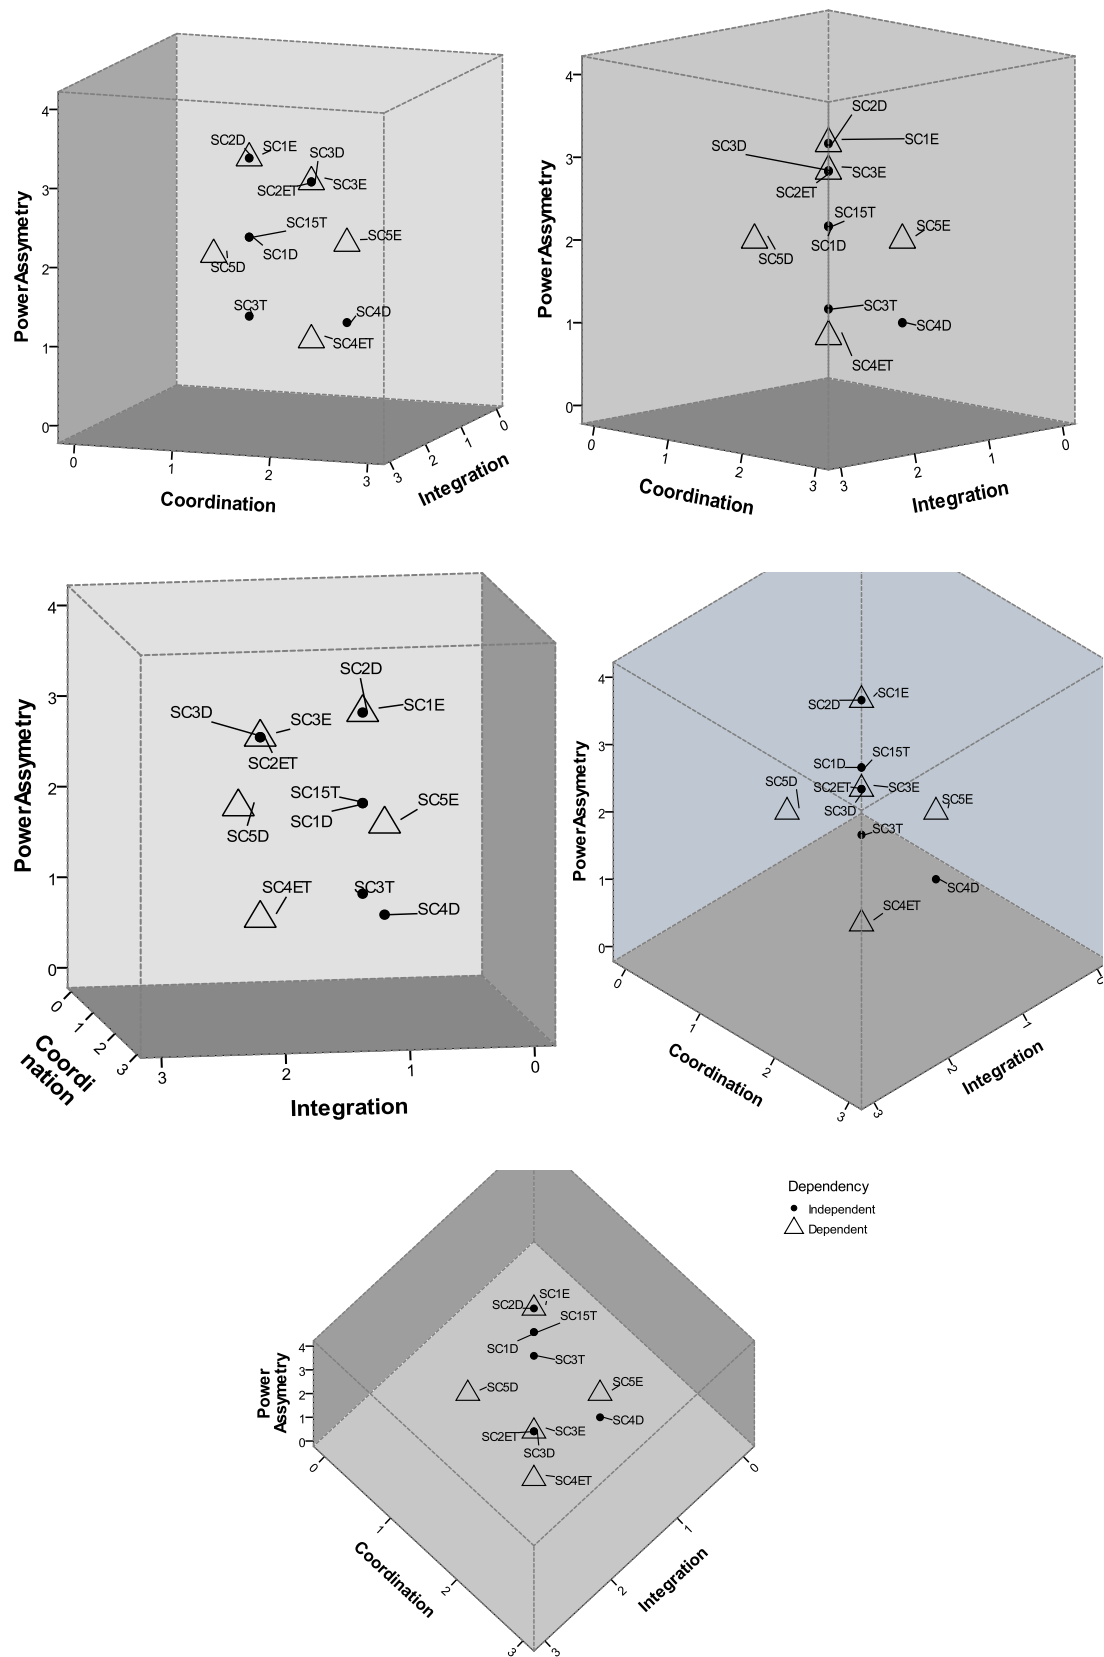 4
3
2
1
0
PowerAssymetry
SC2D
SC1E
SC3D
SC2ET
SC3E
SC15T
SC1D
SC5E
SC5D
SC3T
SC4D
SC4ET
0
1
2
3
Coordination
3
2
1
0
Integration
4
3
2
1
0
PowerAssymetry
SC2D
SC1E
SC3D
SC3E
SC2ET
SC15T
SC1D
SC5E
SC5D
SC3T
SC4D
SC4ET
0
1
2
3
Coordination
3
2
1
0
Integration
4
3
2
1
0
PowerAssymetry
SC2D
SC1E
SC3D
SC3E
SC2ET
SC15T
SC1D
SC5E
SC5D
SC4ET
SC3T
SC4D
0
1
2
3
Coordi
nation
3
2
1
0
Integration
4
3
2
1
0
PowerAssymetry
SC1E
SC2D
SC15T
SC1D
SC5D
SC2ET
SC3E
SC3D
SC5E
SC3T
SC4D
SC4ET
0
1
2
3
Coordination
3
2
1
0
Integration
Dependency
Independent
Dependent
4
3
2
1
0
Power
Assymetry
SC1E
SC2D
SC15T
SC1D
SC3T
SC5D
SC5E
SC4D
SC2ET
SC3E
SC3D
SC4ET
0
1
2
3
Coordination
3
2
1
0
Integration